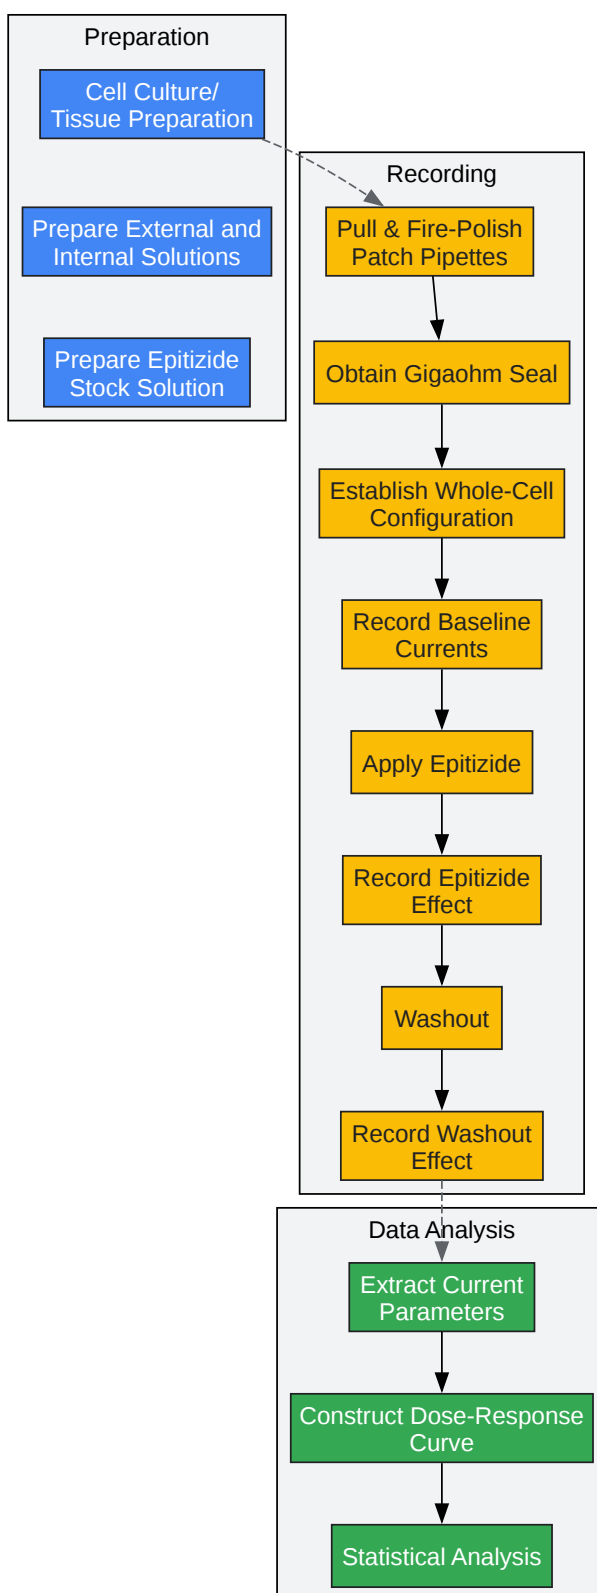 Preparation
Cell Culture/
Tissue Preparation
Prepare External and
Internal Solutions
Prepare Epitizide
Stock Solution
Recording
Pull & Fire-Polish
Patch Pipettes
Obtain Gigaohm Seal
Establish Whole-Cell
Configuration
Record Baseline
Currents
Apply Epitizide
Record Epitizide
Effect
Washout
Record Washout
Effect
Data Analysis
Extract Current
Parameters
Construct Dose-Response
Curve
Statistical Analysis